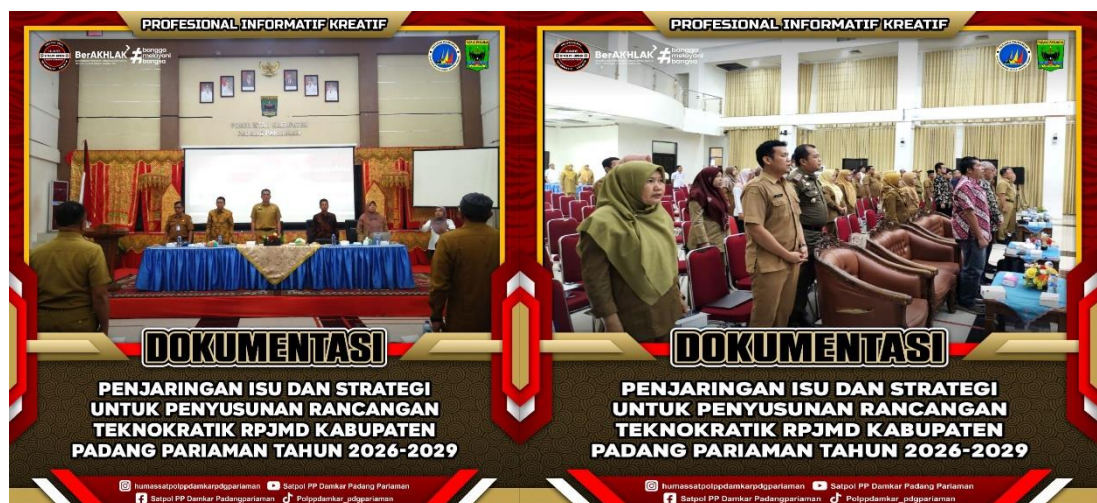 PROFESIONAL INFORMATIF KREATIF
BerAKHLAK
#bangga
melayani
bangsa
DOKUMENTASI
PENJARINGAN ISU DAN STRATEGI
UNTUK PENYUSUNAN RANCANGAN
TEKNOKRATIK RPJMD KABUPATEN
PADANG PARIAMAN TAHUN 2026-2029
humassatpolppdamkarpdgpariaman Satpol PP Damkar Padang Pariaman
Satpol PP Damkar Padangpariaman Polppdamkar_pdgpariaman
PROFESIONAL INFORMATIF KREATIF
BerAKHLAK
#bangga
melayani
bangsa
DOKUMENTASI
PENJARINGAN ISU DAN STRATEGI
UNTUK PENYUSUNAN RANCANGAN
TEKNOKRATIK RPJMD KABUPATEN
PADANG PARIAMAN TAHUN 2026-2029
humassatpolppdamkarpdgpariaman Satpol PP Damkar Padang Pariaman
Satpol PP Damkar Padangpariaman Polppdamkar_pdgpariaman